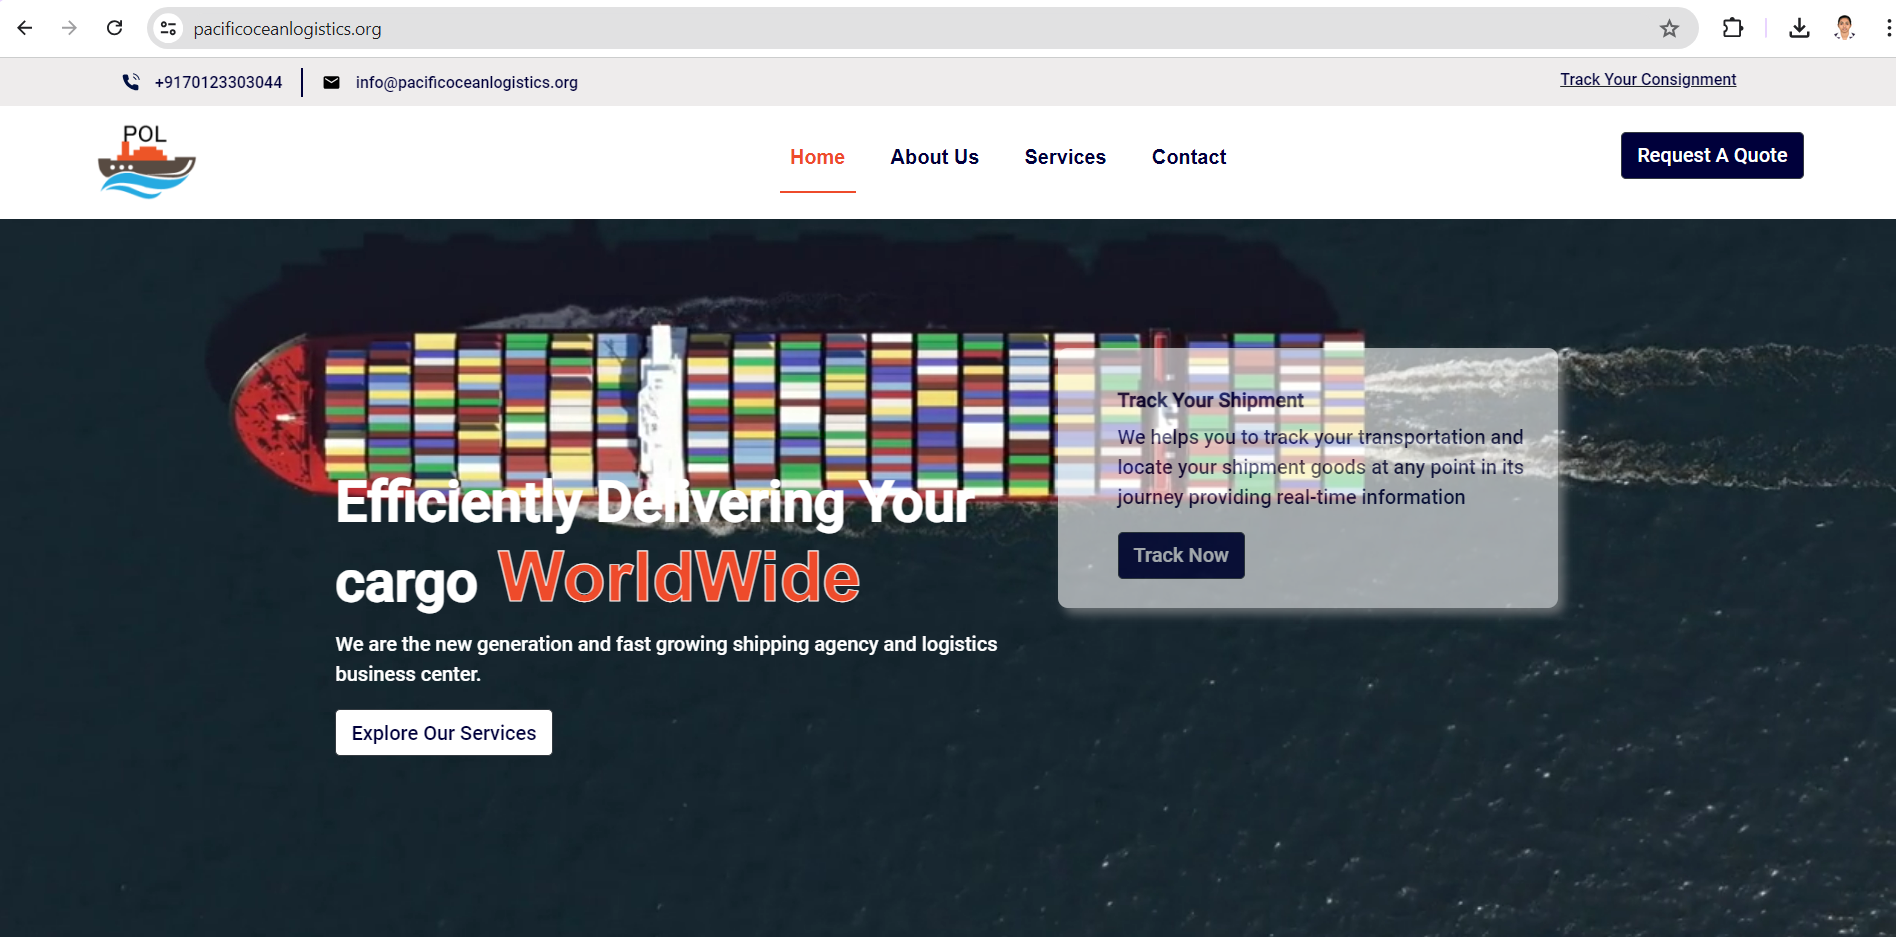 pacificoceanlogistics.org
+9170123303044
info@pacificoceanlogistics.org
Track Your Consignment
POL
Home
About Us
Services
Contact
Request A Quote
Efficiently Delivering Your
cargo WorldWide
We are the new generation and fast growing shipping agency and logistics
business center.
Explore Our Services
Track Your Shipment
We helps you to track your transportation and
locate your shipment goods at any point in its
journey providing real-time information
Track Now